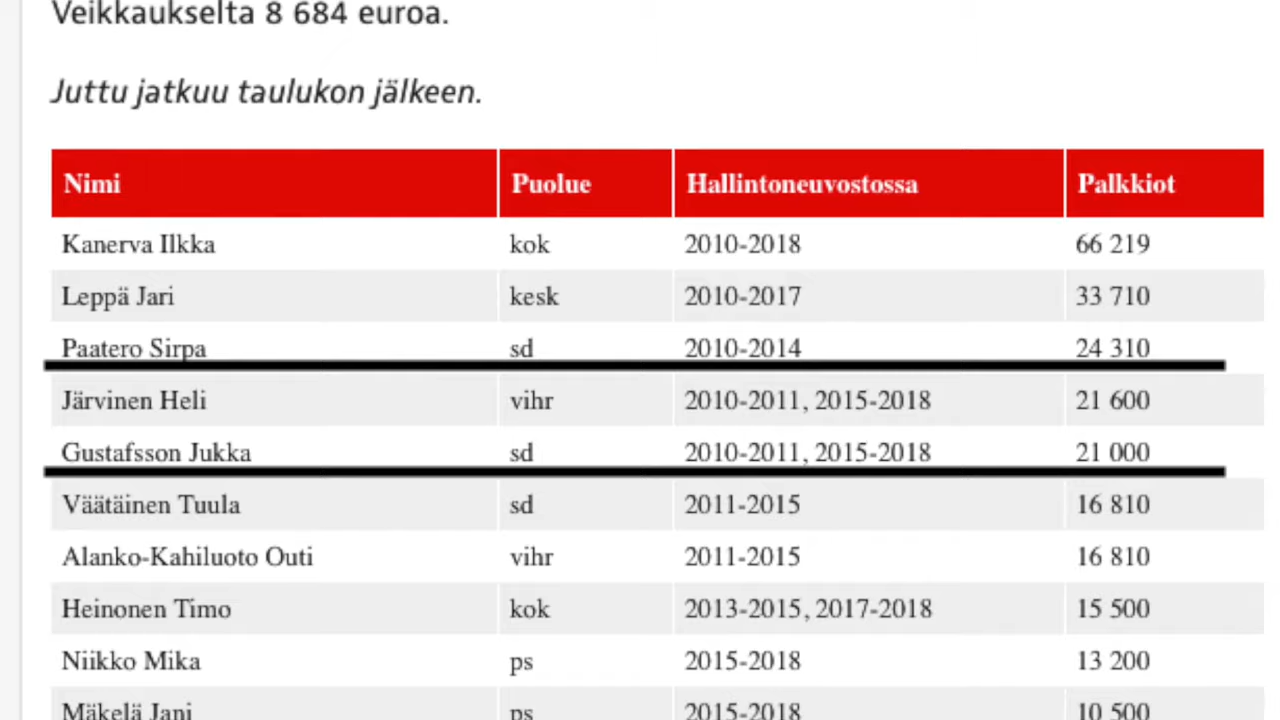 Veikkaukselta 8 684 euroa.
Juttu jatkuu taulukon jälkeen.
Nimi Puolue Hallintoneuvostossa Palkkiot
Kanerva Ilkka kok 2010-2018 66 219
Leppä Jari kesk 2010-2017 33 710
Paatero Sirpa sd 2010-2014 24 310
Järvinen Heli vihr 2010-2011, 2015-2018 21 600
Gustafsson Jukka sd 2010-2011, 2015-2018 21 000
Väätäinen Tuula sd 2011-2015 16 810
Alanko-Kahiluoto Outi vihr 2011-2015 16 810
Heinonen Timo kok 2013-2015, 2017-2018 15 500
Niikko Mika ps 2015-2018 13 200
Mäkelä Jani ps 2015-2018 10 500